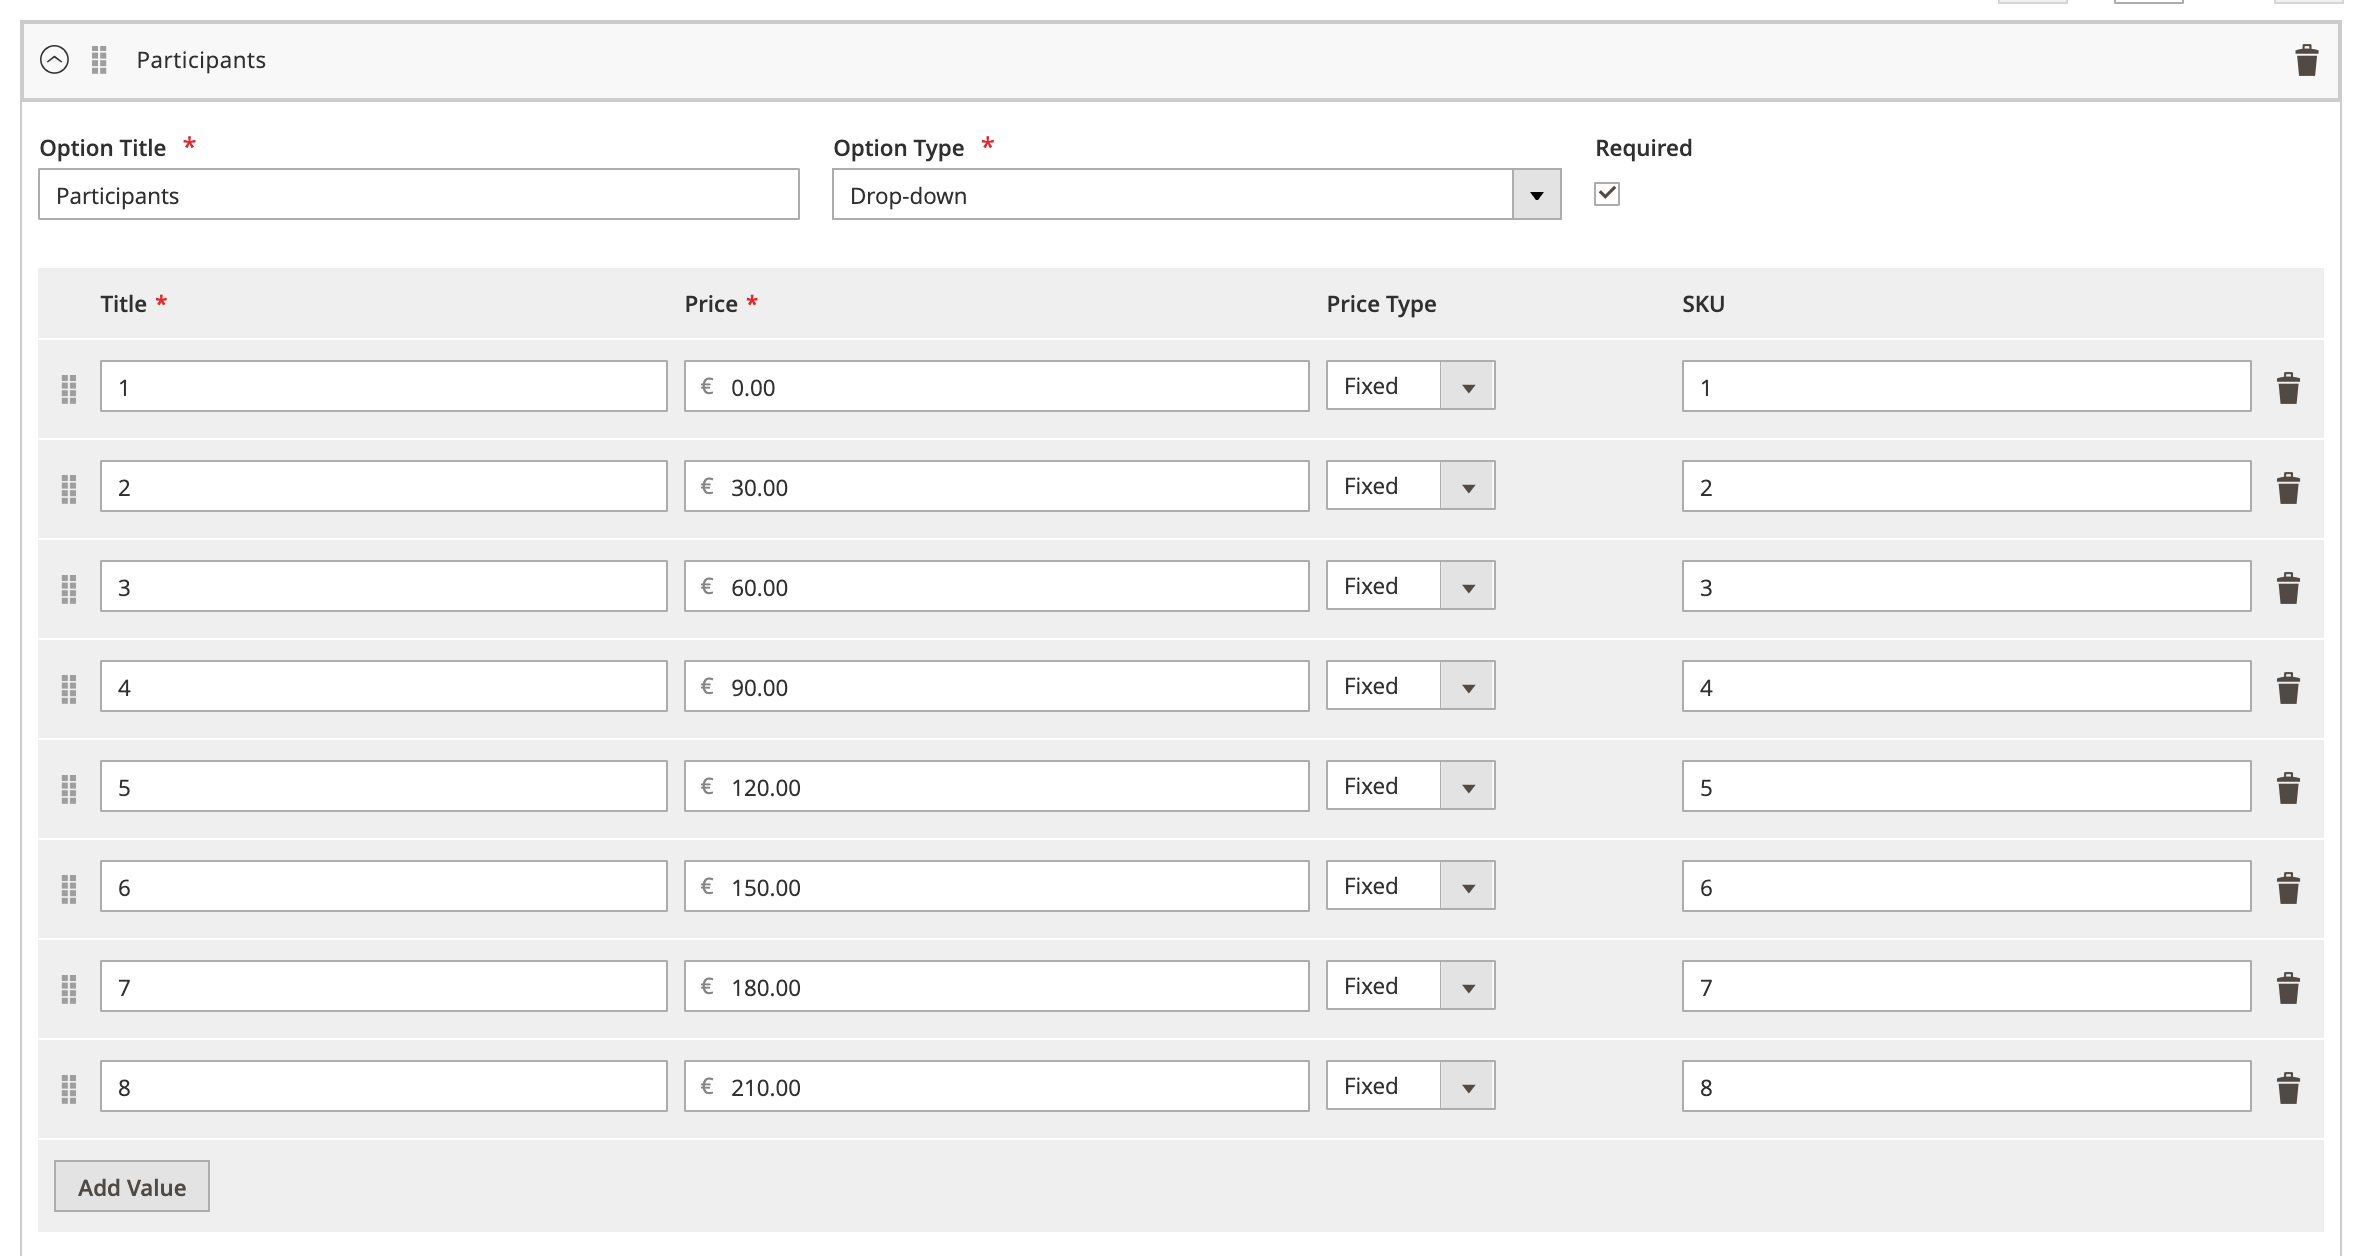 Participants
Option Title * Option Type * Required
Participants Drop-down
Title * Price * Price Type SKU
1 € 0.00 Fixed 1
2 € 30.00 Fixed 2
3 € 60.00 Fixed 3
4 € 90.00 Fixed 4
5 € 120.00 Fixed 5
6 € 150.00 Fixed 6
7 € 180.00 Fixed 7
8 € 210.00 Fixed 8
Add Value